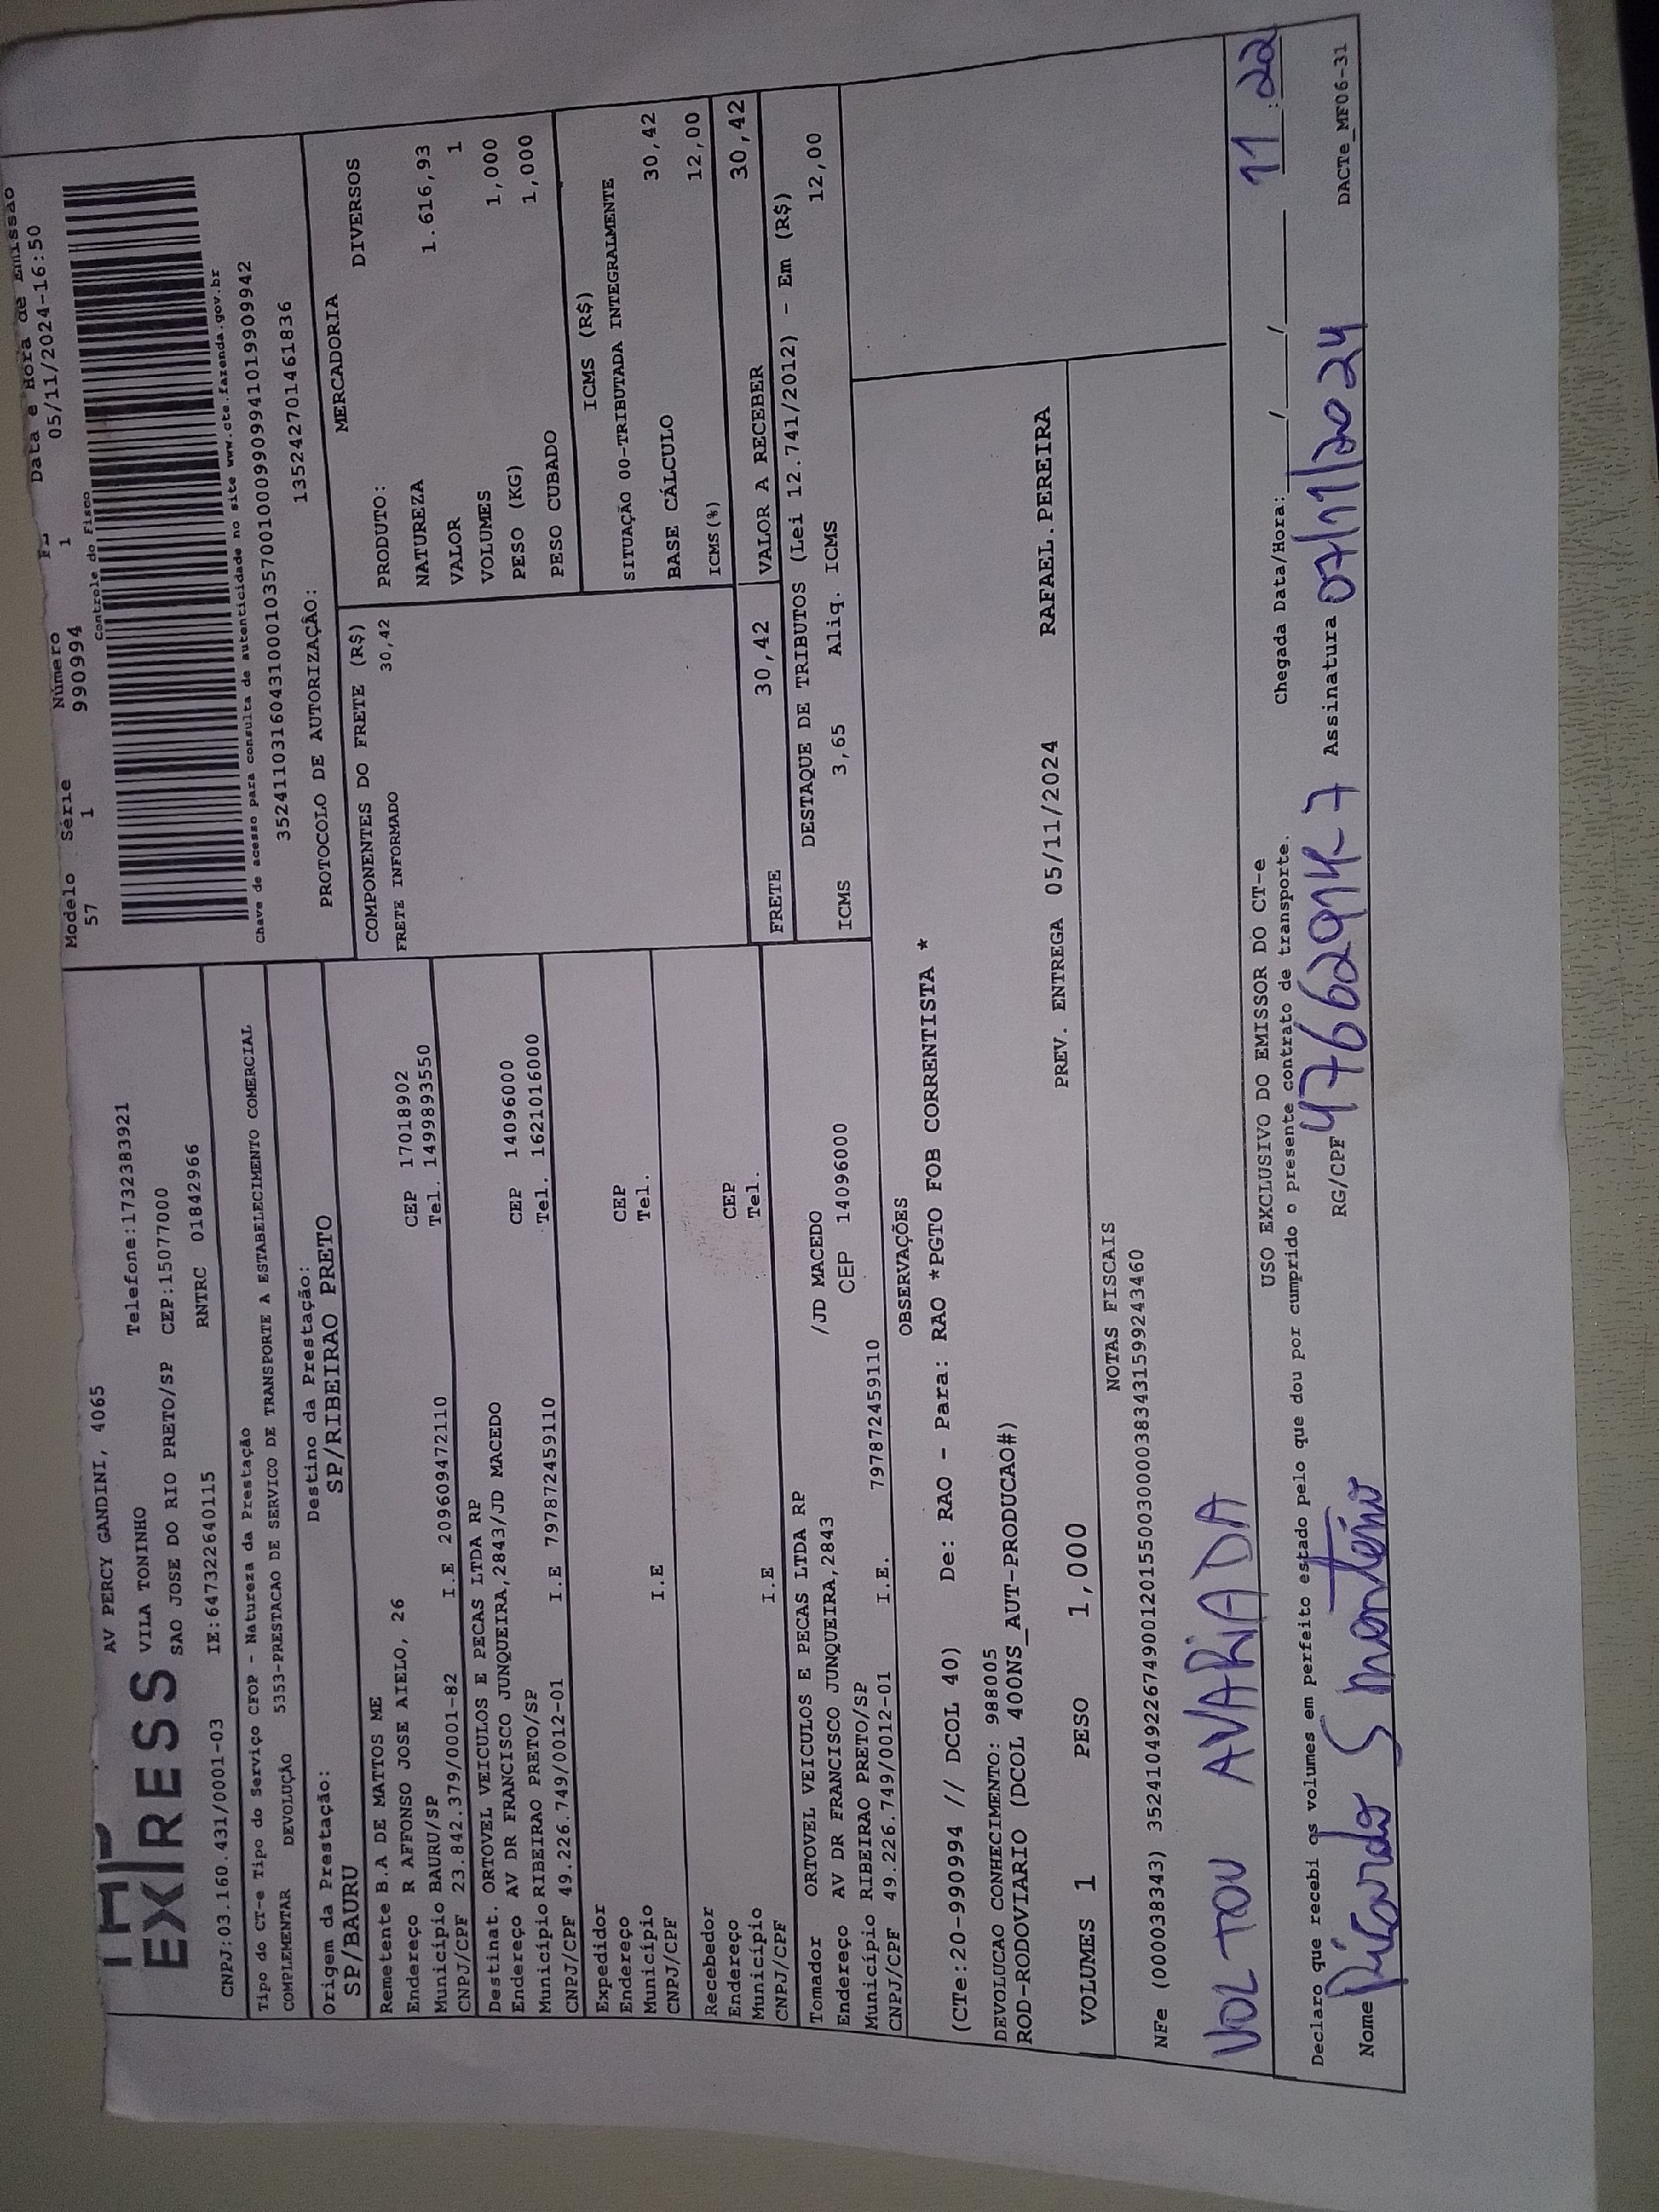 EXPRESS
AV PERCY GANDINI, 4065
VILA TONINHO Telefone:1732383921
SAO JOSE DO RIO PRETO/SP CEP:15077000
CNPJ:03.160.431/0001-03 IE:647322640115 RNTRC 01842966
Modelo Série Número FL Data e Hora de Emissão
57 1 990994 1 05/11/2024-16:50
Controle do Fisco
Chave de acesso para consulta de autenticidade no site www.cte.fazenda.gov.br
35241103160431000103570010009909941019909942
PROTOCOLO DE AUTORIZAÇÃO: 135242701461836
Tipo do CT-e Tipo do Serviço CFOP - Natureza da Prestação
COMPLEMENTAR DEVOLUÇÃO 5353-PRESTACAO DE SERVICO DE TRANSPORTE A ESTABELECIMENTO COMERCIAL
Origem da Prestação: Destino da Prestação:
SP/BAURU SP/RIBEIRAO PRETO
Remetente B.A DE MATTOS ME
Endereço R AFFONSO JOSE AIELO, 26 CEP 17018902
Município BAURU/SP Tel. 1499893550
CNPJ/CPF 23.842.379/0001-82 I.E 209609472110
Destinat. ORTOVEL VEICULOS E PECAS LTDA RP
Endereço AV DR FRANCISCO JUNQUEIRA,2843/JD MACEDO CEP 14096000
Município RIBEIRAO PRETO/SP Tel. 1621016000
CNPJ/CPF 49.226.749/0012-01 I.E 797872459110
Expedidor
Endereço CEP
Município Tel.
CNPJ/CPF I.E
Recebedor
Endereço CEP
Município Tel.
CNPJ/CPF I.E
Tomador ORTOVEL VEICULOS E PECAS LTDA RP
Endereço AV DR FRANCISCO JUNQUEIRA,2843 /JD MACEDO
Município RIBEIRAO PRETO/SP CEP 14096000
CNPJ/CPF 49.226.749/0012-01 I.E. 797872459110
COMPONENTES DO FRETE (R$)
FRETE INFORMADO 30,42
MERCADORIA
PRODUTO: DIVERSOS
NATUREZA
VALOR 1.616,93
VOLUMES 1
PESO (KG) 1,000
PESO CUBADO 1,000
ICMS (R$)
SITUAÇÃO 00-TRIBUTADA INTEGRALMENTE
BASE CÁLCULO 30,42
ICMS(%) 12,00
FRETE 30,42 VALOR A RECEBER 30,42
DESTAQUE DE TRIBUTOS (Lei 12.741/2012) - Em (R$)
ICMS 3,65 Aliq. ICMS 12,00
OBSERVAÇÕES
(CTe:20-990994 // DCOL 40) De: RAO - Para: RAO *PGTO FOB CORRENTISTA *
DEVOLUCAO CONHECIMENTO: 988005
ROD-RODOVIARIO (DCOL 400NS_AUT-PRODUCAO#)
VOLUMES 1 PESO 1,000 PREV. ENTREGA 05/11/2024 RAFAEL.PEREIRA
NOTAS FISCAIS
NFe (000038343) 35241049226749001201550030000383431599243460
VOLTOU AVARIADA
USO EXCLUSIVO DO EMISSOR DO CT-e
Declaro que recebi os volumes em perfeito estado pelo que dou por cumprido o presente contrato de transporte.
Chegada Data/Hora: / / 11:22
Nome Ricardo S Monteiro RG/CPF Assinatura 07/11/2024
DACTe_MF06-31